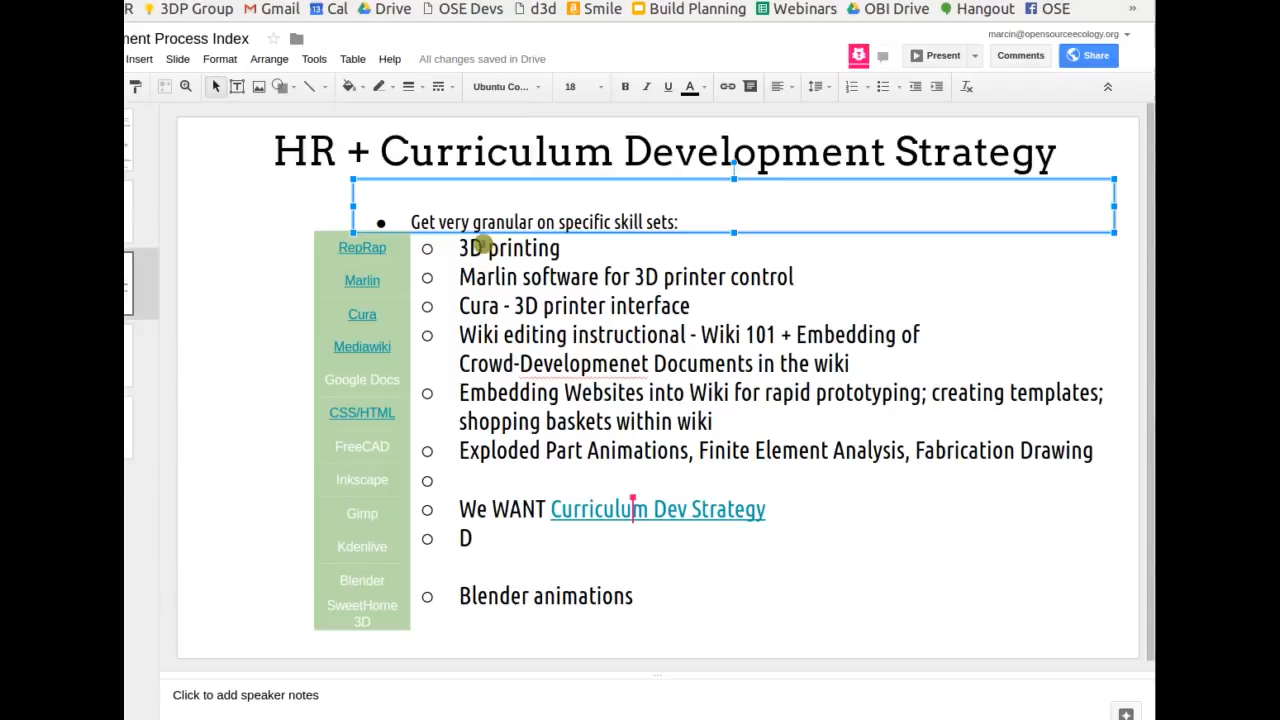 R 3DP Group Gmail 13 Cal Drive OSE Devs d3d Smile Build Planning Webinars OBI Drive Hangout OSE »
ment Process Index
marcin@opensourceecology.org
Insert Slide Format Arrange Tools Table Help All changes saved in Drive
Present Comments Share
Ubuntu Co... 18 B I U A
HR + Curriculum Development Strategy
● Get very granular on specific skill sets:
RepRap
Marlin
Cura
Mediawiki
Google Docs
CSS/HTML
FreeCAD
Inkscape
Gimp
Kdenlive
Blender
SweetHome
3D
○ 3D printing
○ Marlin software for 3D printer control
○ Cura - 3D printer interface
○ Wiki editing instructional - Wiki 101 + Embedding of
Crowd-Developmenet Documents in the wiki
○ Embedding Websites into Wiki for rapid prototyping; creating templates;
shopping baskets within wiki
○ Exploded Part Animations, Finite Element Analysis, Fabrication Drawing
○
○ We WANT Curriculum Dev Strategy
○ D
○ Blender animations
Click to add speaker notes